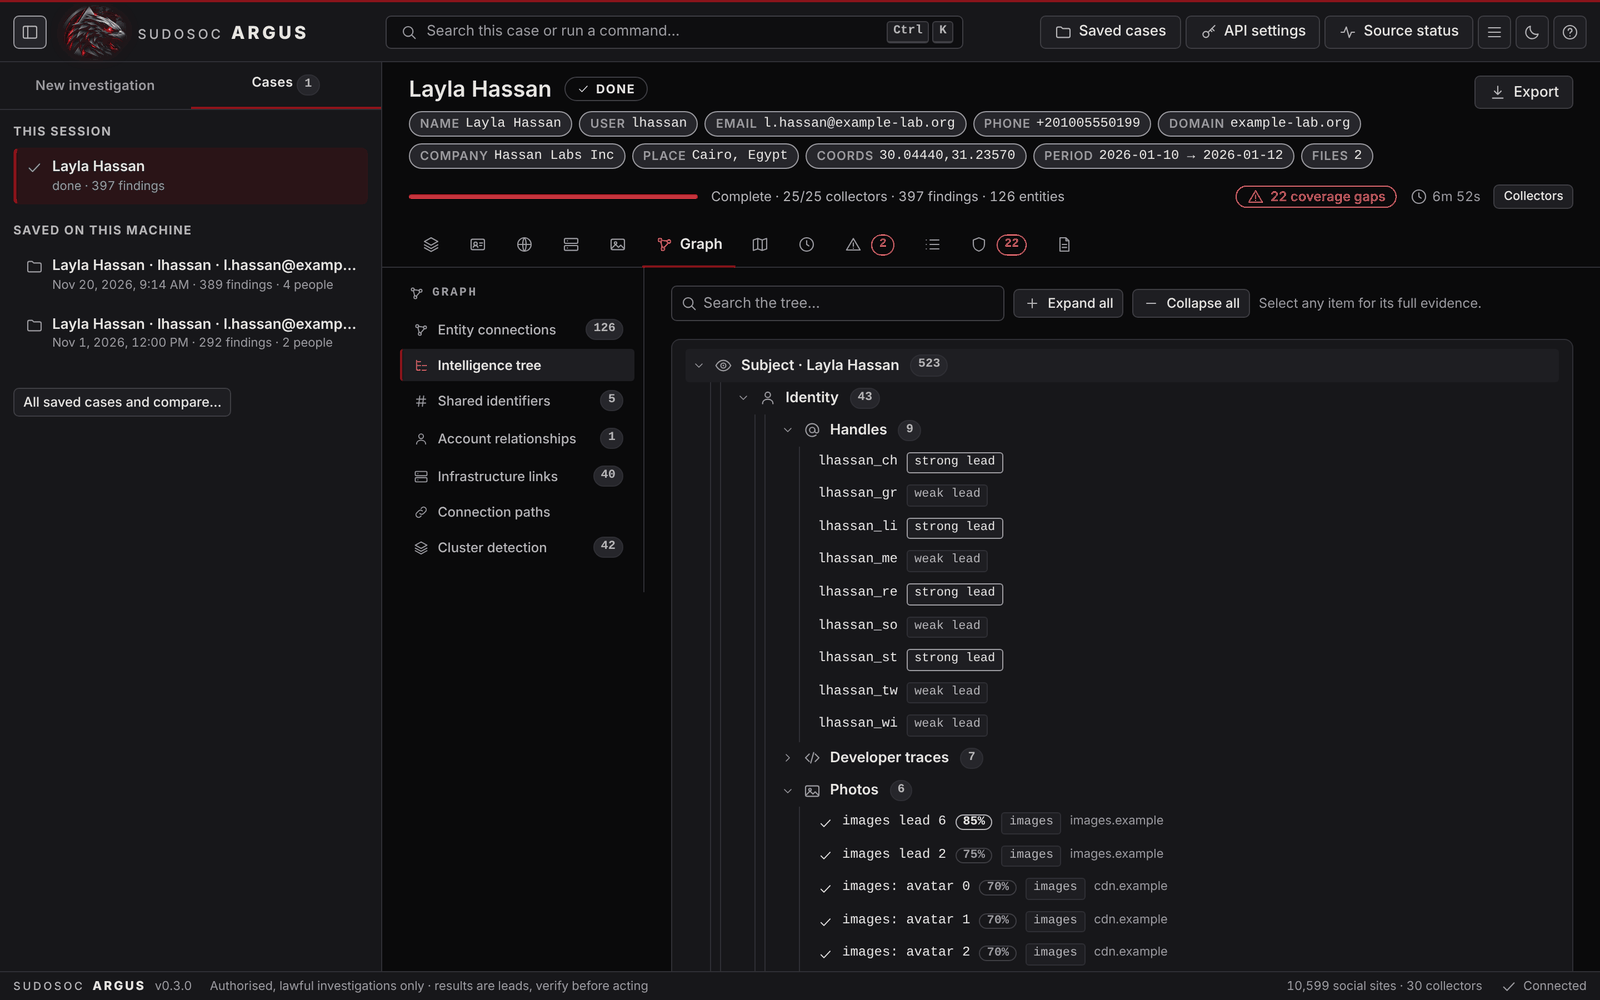 SUDOSOC ARGUS
Search this case or run a command... Ctrl K
Saved cases
API settings
Source status
New investigation
Cases 1
THIS SESSION
Layla Hassan
done · 397 findings
SAVED ON THIS MACHINE
Layla Hassan · lhassan · l.hassan@examp...
Nov 20, 2026, 9:14 AM · 389 findings · 4 people
Layla Hassan · lhassan · l.hassan@examp...
Nov 1, 2026, 12:00 PM · 292 findings · 2 people
All saved cases and compare...
Layla Hassan DONE
Export
NAME Layla Hassan USER lhassan EMAIL l.hassan@example-lab.org PHONE +201005550199 DOMAIN example-lab.org
COMPANY Hassan Labs Inc PLACE Cairo, Egypt COORDS 30.04440,31.23570 PERIOD 2026-01-10 → 2026-01-12 FILES 2
Complete · 25/25 collectors · 397 findings · 126 entities
22 coverage gaps 6m 52s Collectors
Graph 2 22
GRAPH
Entity connections 126
Intelligence tree
Shared identifiers 5
Account relationships 1
Infrastructure links 40
Connection paths
Cluster detection 42
Search the tree... Expand all Collapse all Select any item for its full evidence.
Subject · Layla Hassan 523
Identity 43
Handles 9
lhassan_ch strong lead
lhassan_gr weak lead
lhassan_li strong lead
lhassan_me weak lead
lhassan_re strong lead
lhassan_so weak lead
lhassan_st strong lead
lhassan_tw weak lead
lhassan_wi weak lead
Developer traces 7
Photos 6
images lead 6 85% images images.example
images lead 2 75% images images.example
images: avatar 0 70% images cdn.example
images: avatar 1 70% images cdn.example
images: avatar 2 70% images cdn.example
SUDOSOC ARGUS v0.3.0 Authorised, lawful investigations only · results are leads, verify before acting
10,599 social sites · 30 collectors Connected